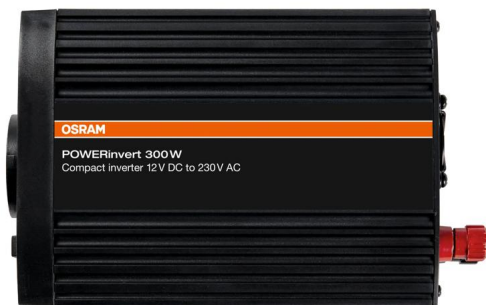 OSRAM
POWERinvert 300W
Compact inverter 12V DC to 230V AC